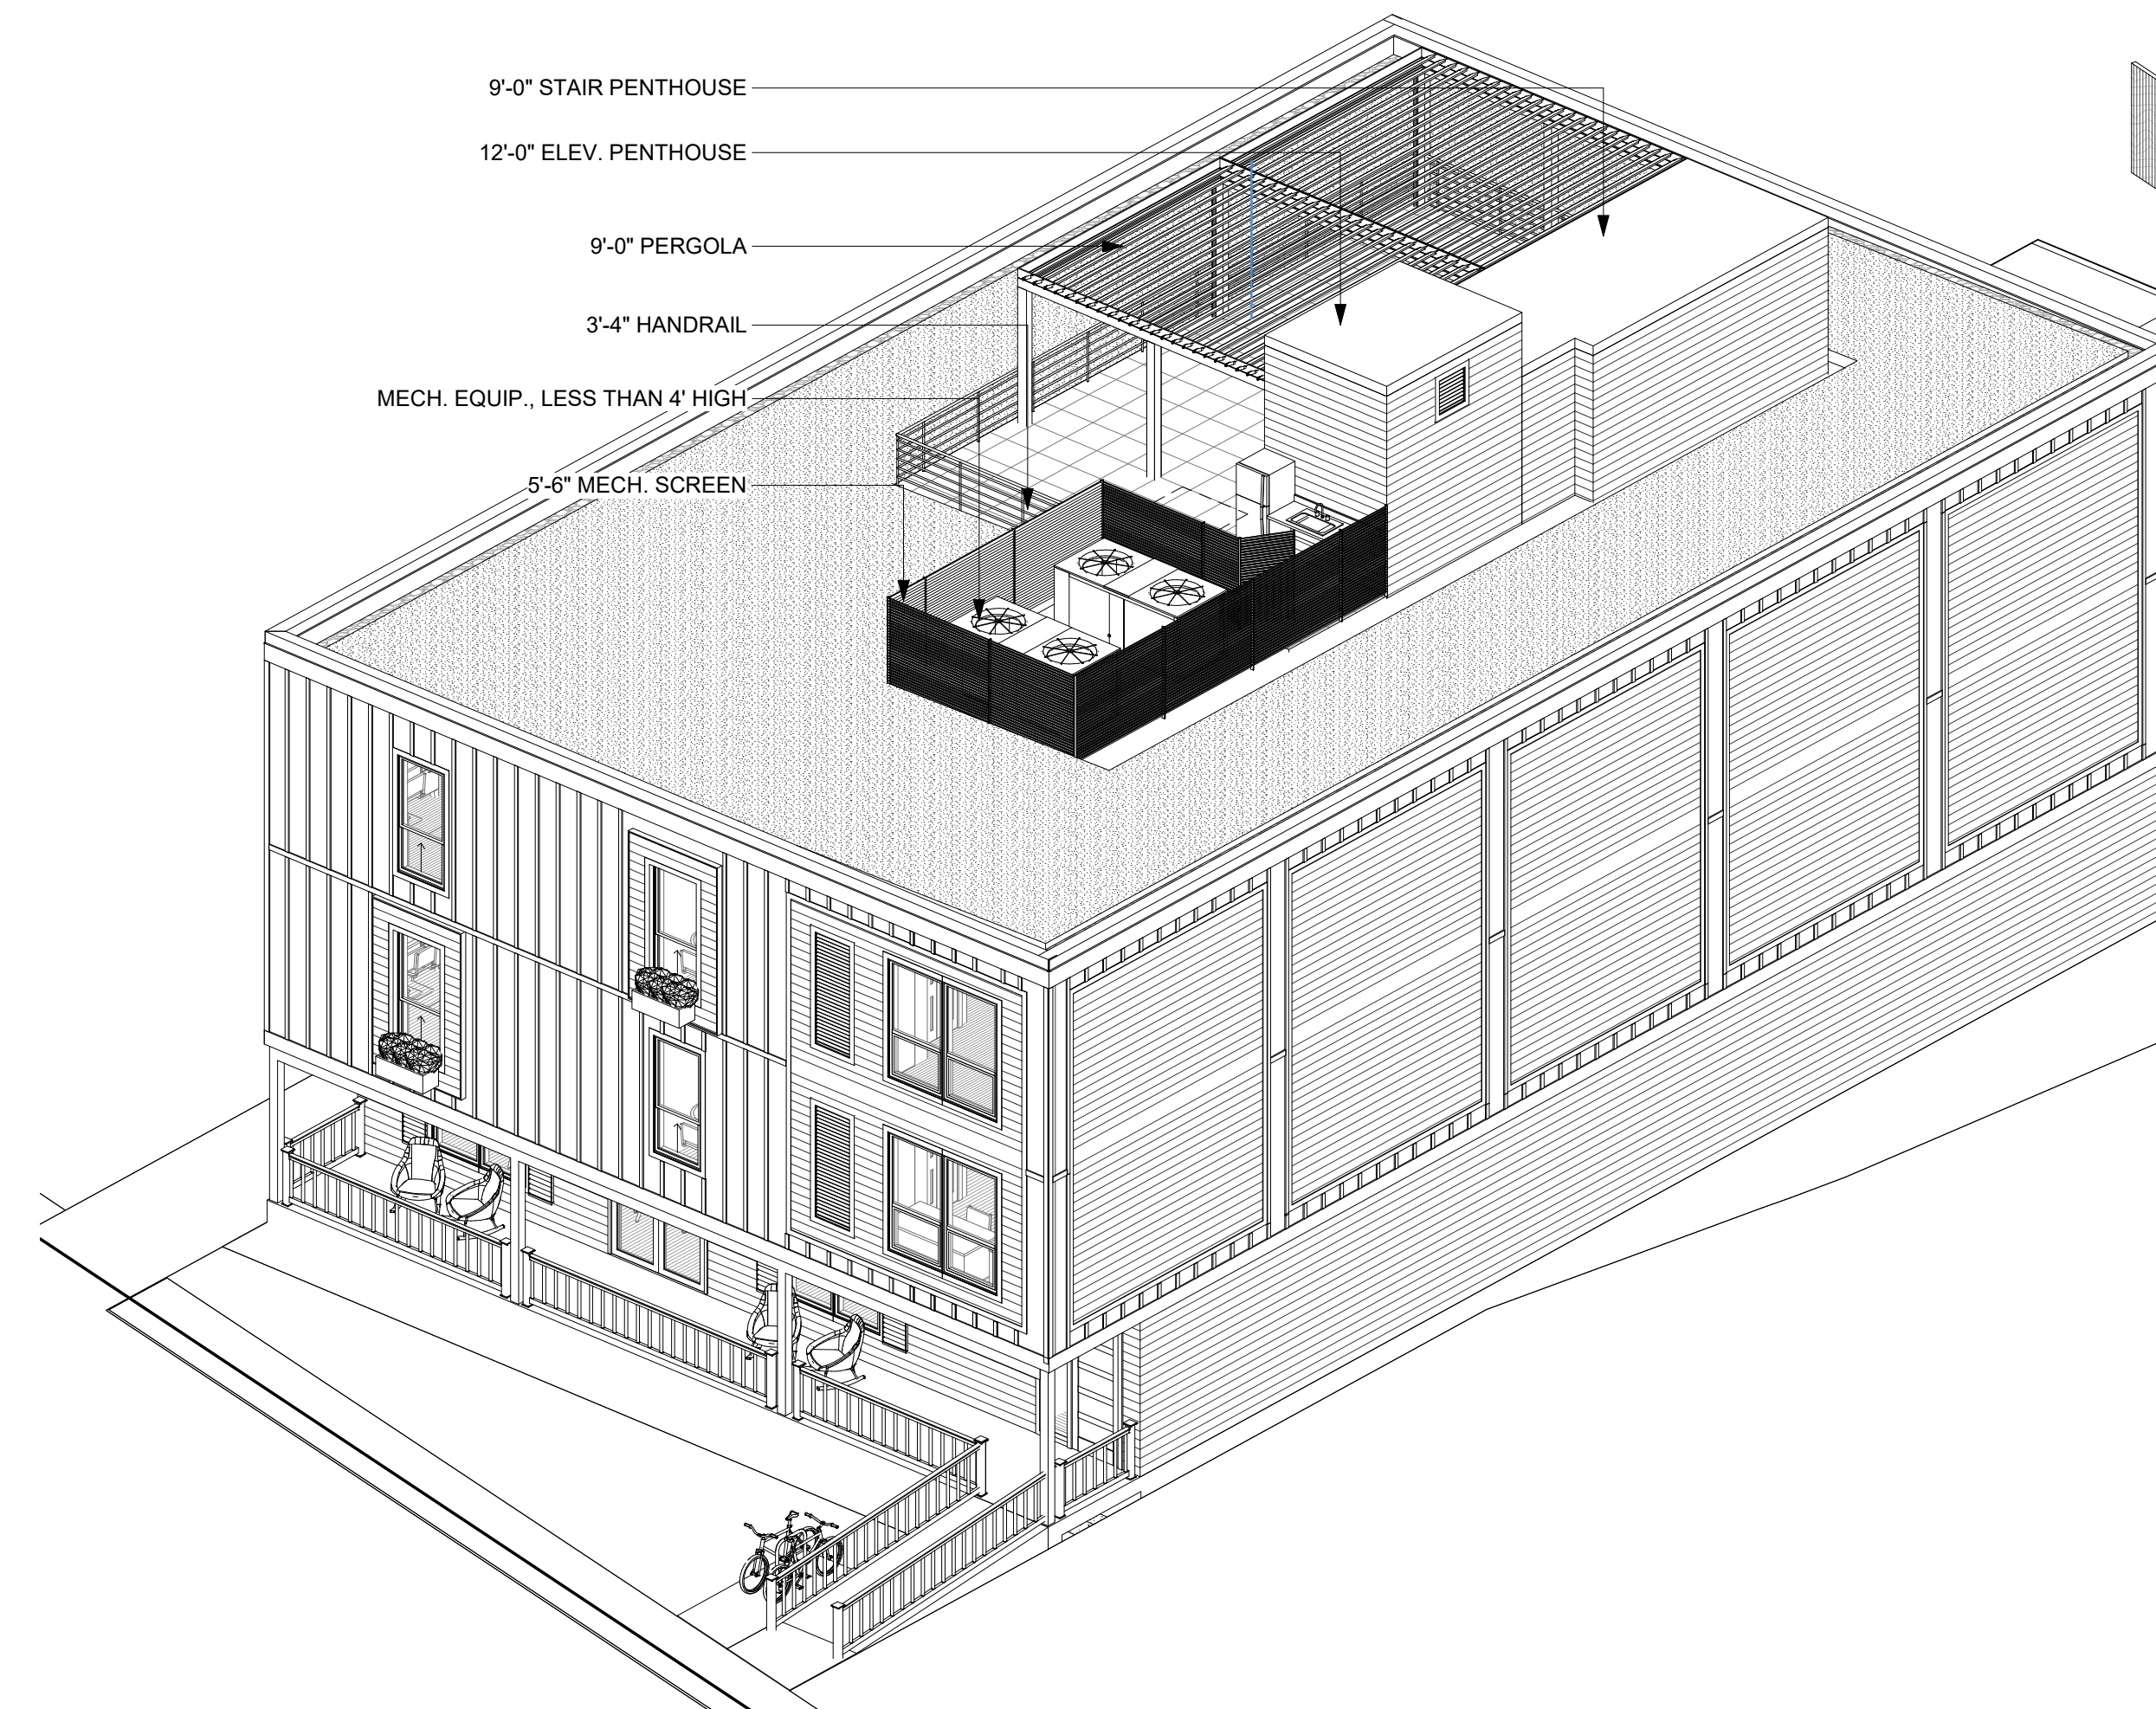 9'-0" STAIR PENTHOUSE
12'-0" ELEV. PENTHOUSE
9'-0" PERGOLA
3'-4" HANDRAIL
MECH. EQUIP., LESS THAN 4' HIGH
5'-6" MECH. SCREEN